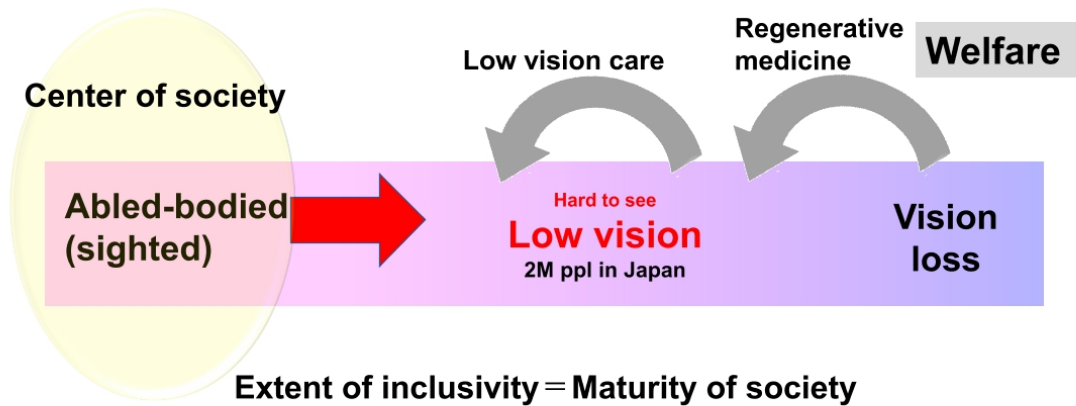 Regenerative
medicine
Welfare
Low vision care
Center of society
Abled-bodied
(sighted)
Hard to see
Low vision
2M ppl in Japan
Vision
loss
Extent of inclusivity＝Maturity of society